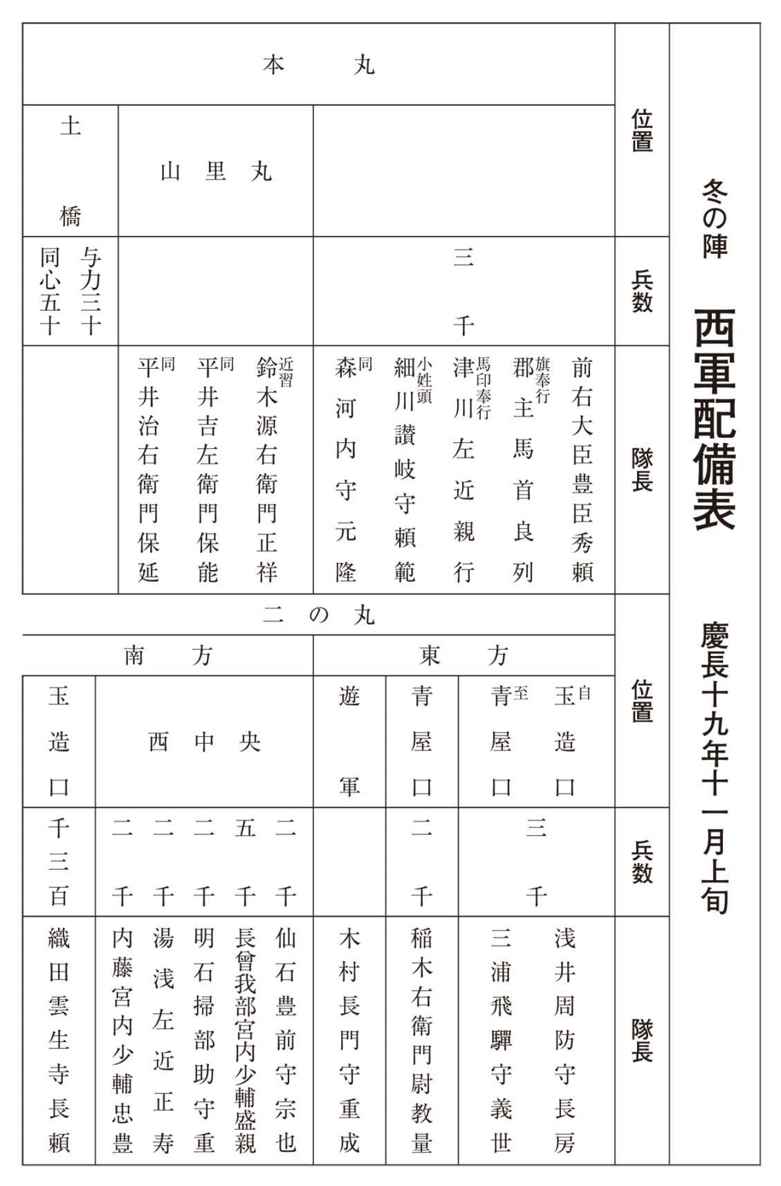 冬の陣　西軍配備表　慶長十九年十一月上旬
位置
兵数
隊長
本丸
三千
前右大臣豊臣秀頼
旗奉行
郡主馬首良列
馬印奉行
津川左近親行
小姓頭
細川讃岐守頼範
同
森河内守元隆
山里丸
近習
鈴木源右衛門正祥
同
平井吉左衛門保能
同
平井治右衛門保延
土橋
与力三十
同心五十
位置
兵数
隊長
二の丸
東方
自
玉造口
至
青屋口
三千
浅井周防守長房
三浦飛驒守義世
青屋口
二千
稲木右衛門尉教量
遊軍
木村長門守重成
南方
西中央
二千
仙石豊前守宗也
五千
長曾我部宮内少輔盛親
二千
明石掃部助守重
二千
湯浅左近正寿
二千
内藤宮内少輔忠豊
玉造口
千三百
織田雲生寺長頼